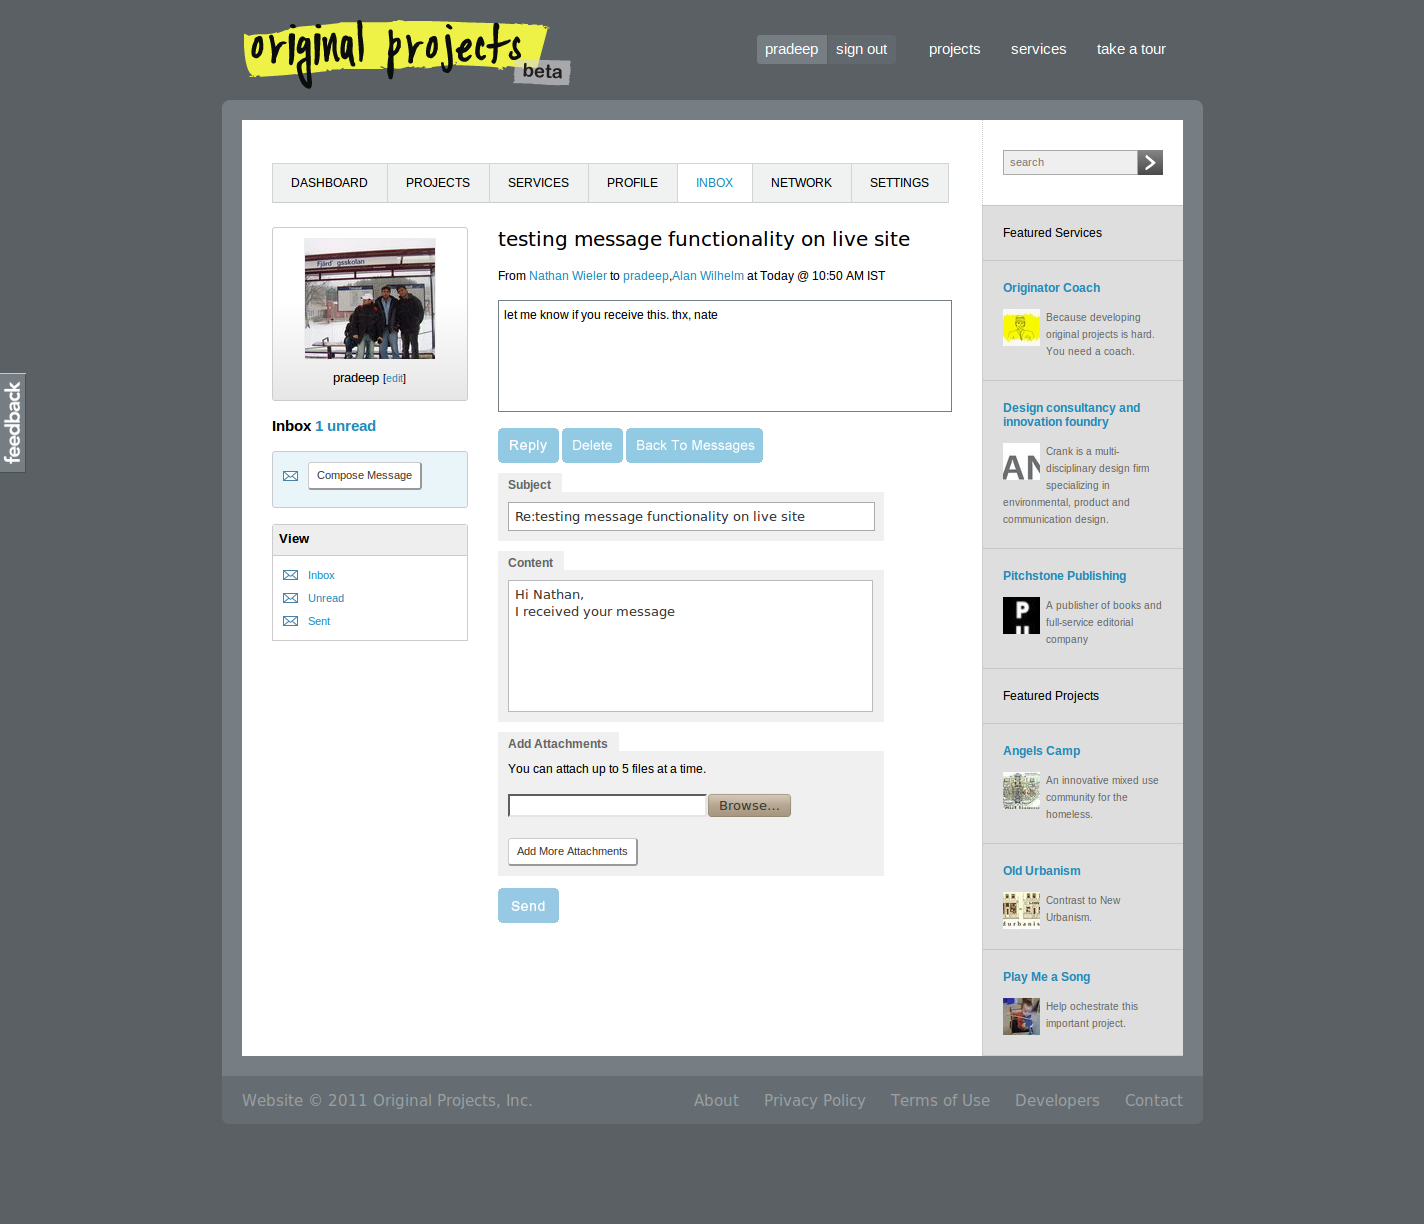 original projects
beta
pradeep sign out projects services take a tour
search
DASHBOARD PROJECTS SERVICES PROFILE INBOX NETWORK SETTINGS
pradeep [edit]
Inbox 1 unread
Compose Message
View
Inbox
Unread
Sent
feedback
testing message functionality on live site
From Nathan Wieler to pradeep,Alan Wilhelm at Today @ 10:50 AM IST
let me know if you receive this. thx, nate
Reply Delete Back To Messages
Subject
Re:testing message functionality on live site
Content
Hi Nathan,
I received your message
Add Attachments
You can attach up to 5 files at a time.
Browse...
Add More Attachments
Send
Featured Services
Originator Coach
Because developing
original projects is hard.
You need a coach.
Design consultancy and
innovation foundry
AN
Crank is a multi-
disciplinary design firm
specializing in
environmental, product and
communication design.
Pitchstone Publishing
A publisher of books and
full-service editorial
company
Featured Projects
Angels Camp
An innovative mixed use
community for the
homeless.
Old Urbanism
Contrast to New
Urbanism.
Play Me a Song
Help ochestrate this
important project.
Website © 2011 Original Projects, Inc.
About Privacy Policy Terms of Use Developers Contact